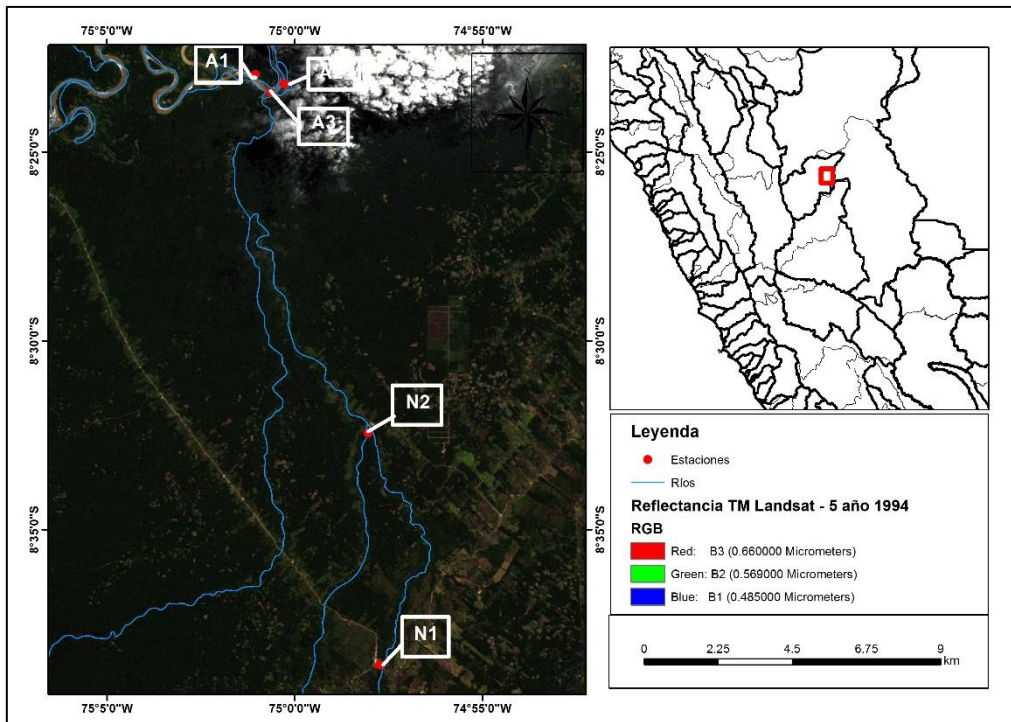 75°5'0"W
75°0'0"W
74°55'0"W
8°25'0"S
8°30'0"S
8°35'0"S
A1
A
A3
N2
N1
8°25'0"S
8°30'0"S
8°35'0"S
75°5'0"W
75°0'0"W
74°55'0"W
Leyenda
Estaciones
Ríos
Reflectancia TM Landsat - 5 año 1994
RGB
Red: B3 (0.660000 Micrometers)
Green: B2 (0.569000 Micrometers)
Blue: B1 (0.485000 Micrometers)
0 2.25 4.5 6.75 9
km